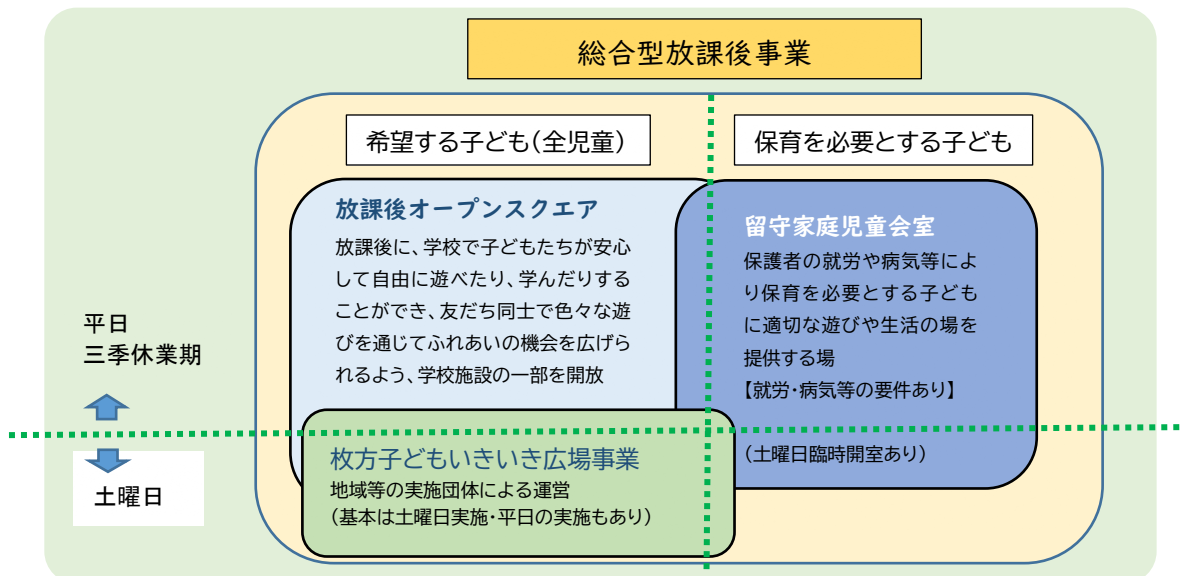 総合型放課後事業
希望する子ども(全児童)
保育を必要とする子ども
放課後オープンスクエア
放課後に、学校で子どもたちが安心
して自由に遊べたり、学んだりする
ことができ、友だち同士で色々な遊
びを通じてふれあいの機会を広げら
れるよう、学校施設の一部を開放
留守家庭児童会室
保護者の就労や病気等によ
り保育を必要とする子ども
に適切な遊びや生活の場を
提供する場
【就労・病気等の要件あり】
(土曜日臨時開室あり)
平日
三季休業期
土曜日
枚方子どもいきいき広場事業
地域等の実施団体による運営
(基本は土曜日実施・平日の実施もあり)